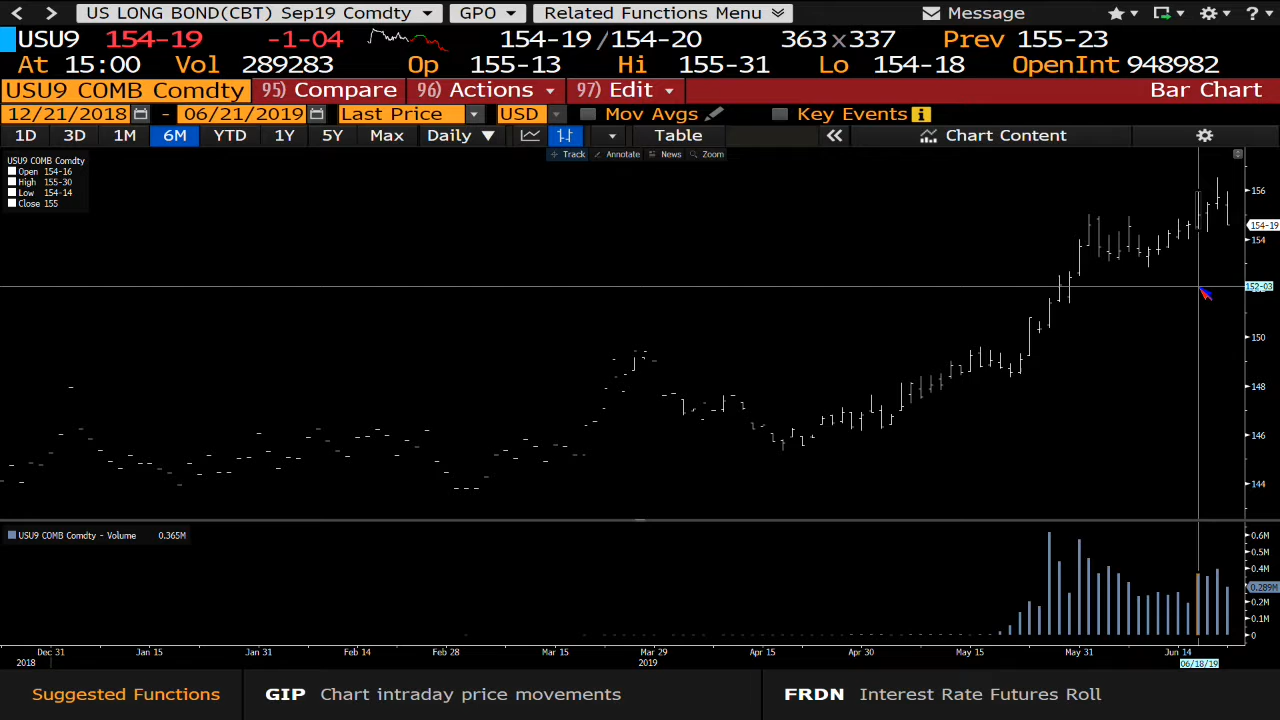 US LONG BOND(CBT) Sep19 Comdty GPO Related Functions Menu Message ?
USU9 154-19 -1-04 154-19/154-20 363x337 Prev 155-23
At 15:00 Vol 289283 Op 155-13 Hi 155-31 Lo 154-18 OpenInt 948982
USU9 COMB Comdty 95) Compare 96) Actions 97) Edit Bar Chart
12/21/2018 - 06/21/2019 Last Price USD Mov Avgs Key Events i
1D 3D 1M 6M YTD 1Y 5Y Max Daily Table Chart Content
Track Annotate News Zoom
USU9 COMB Comdty
Open 154-16
High 155-30
Low 154-14
Close 155
156
154-19
154
152-03
150
148
146
144
USU9 COMB Comdty - Volume 0.365M
0.6M
0.5M
0.4M
0.289M
0.2M
0.1M
0
Dec 31 Jan 15 Jan 31 Feb 14 Feb 28 Mar 15 Mar 29 Apr 15 Apr 30 May 15 May 31 Jun 14
2018 2019 06/18/19
Suggested Functions GIP Chart intraday price movements FRDN Interest Rate Futures Roll